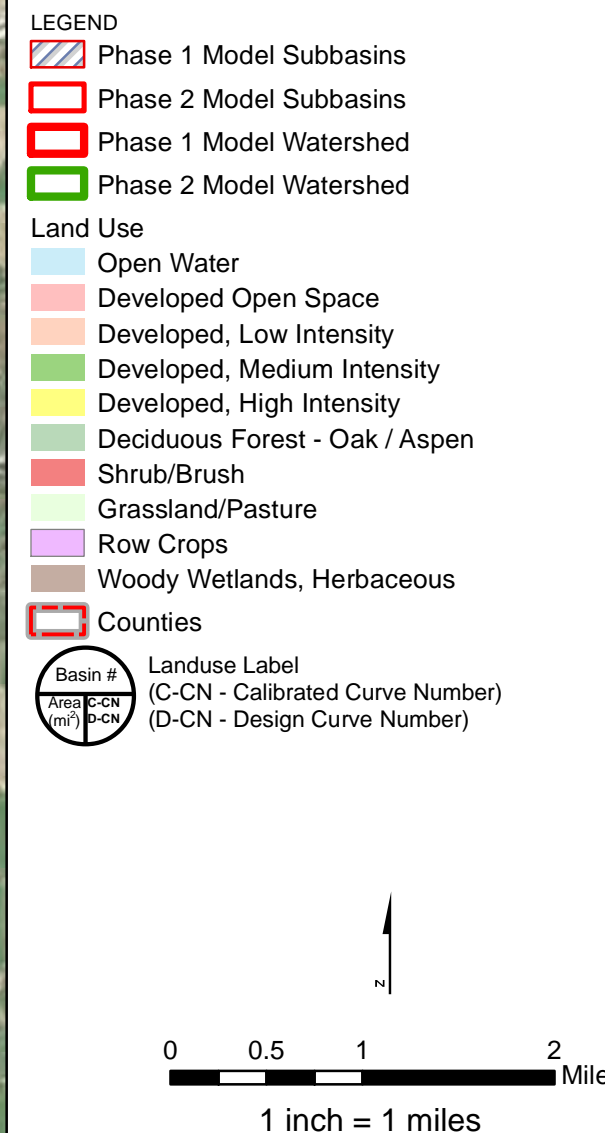 LEGEND
Phase 1 Model Subbasins
Phase 2 Model Subbasins
Phase 1 Model Watershed
Phase 2 Model Watershed
Land Use
Open Water
Developed Open Space
Developed, Low Intensity
Developed, Medium Intensity
Developed, High Intensity
Deciduous Forest - Oak / Aspen
Shrub/Brush
Grassland/Pasture
Row Crops
Woody Wetlands, Herbaceous
Counties
Basin #
Area C-CN
(mi²) D-CN
Landuse Label
(C-CN - Calibrated Curve Number)
(D-CN - Design Curve Number)
N
0 0.5 1 2
Mile
1 inch = 1 miles